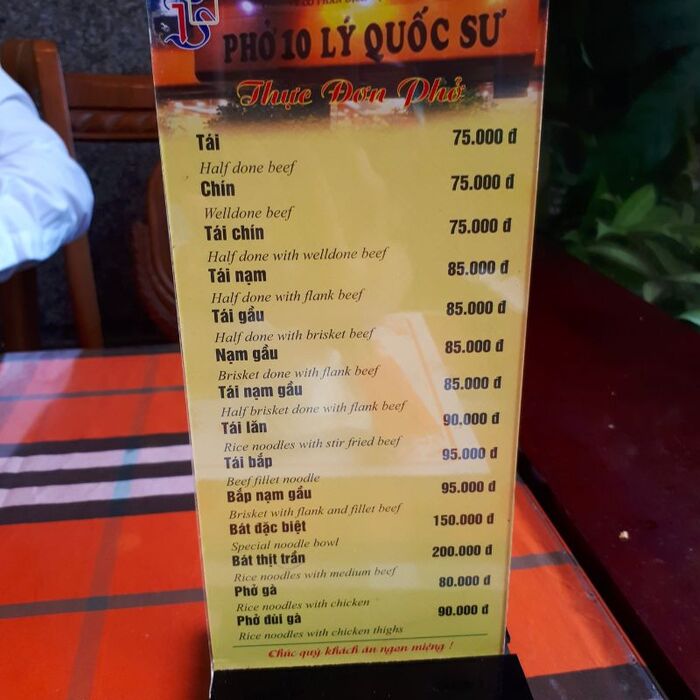 PHỞ 10 LÝ QUỐC SƯ
Thực Đơn Phở
Tái 75.000 đ
Half done beef
Chín 75.000 đ
Welldone beef
Tái chín 75.000 đ
Half done with welldone beef
Tái nạm 85.000 đ
Half done with flank beef
Tái gầu 85.000 đ
Half done with brisket beef
Nạm gầu 85.000 đ
Brisket done with flank beef
Tái nạm gầu 85.000 đ
Half brisket done with flank beef
Tái lăn 90.000 đ
Rice noodles with stir fried beef
Tái bắp 95.000 đ
Beef fillet noodle
Bắp nạm gầu 95.000 đ
Brisket with flank and fillet beef
Bát đặc biệt 150.000 đ
Special noodle bowl
Bát thịt trần 200.000 đ
Rice noodles with medium beef
Phở gà 80.000 đ
Rice noodles with chicken
Phở đùi gà 90.000 đ
Rice noodles with chicken thighs
Chúc quý khách ăn ngon miệng !